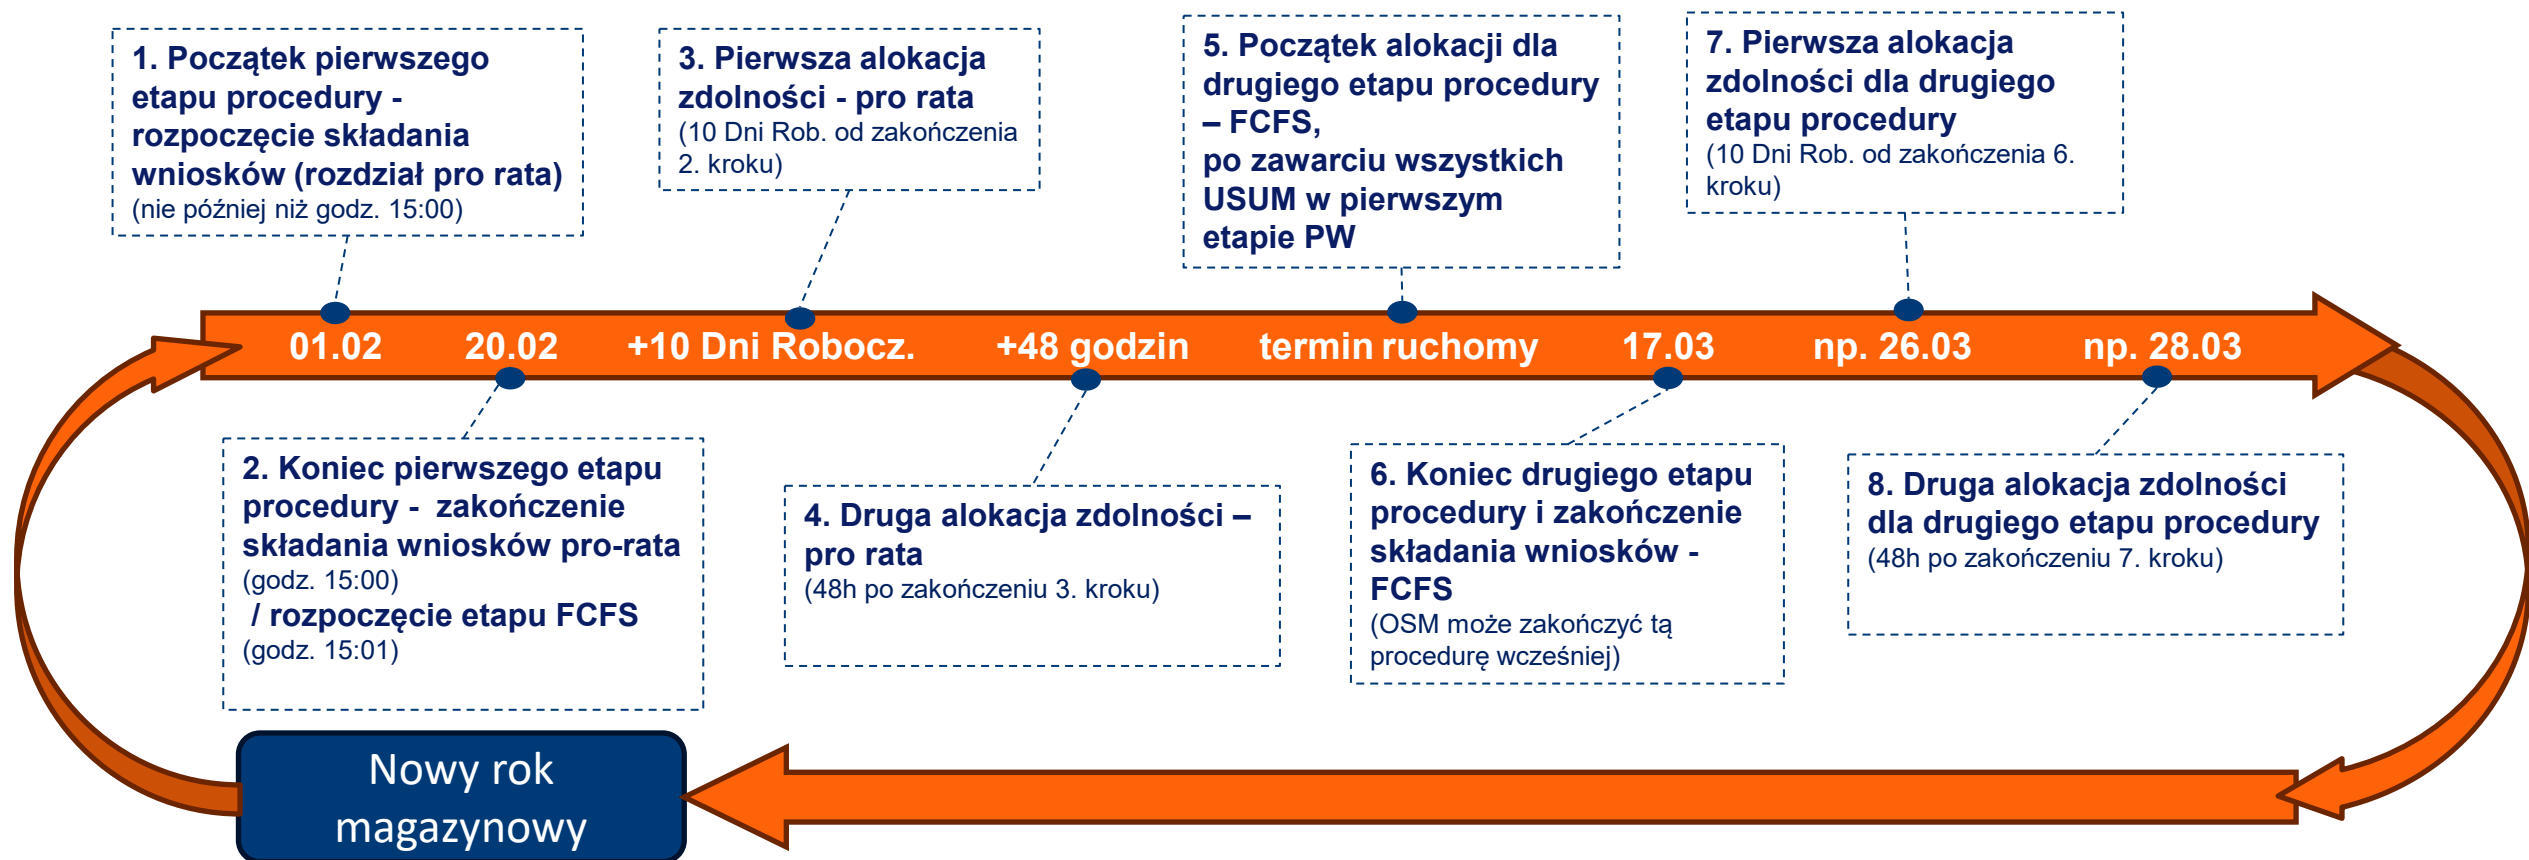 1. Początek pierwszego
etapu procedury -
rozpoczęcie składania
wniosków (rozdział pro rata)
(nie później niż godz. 15:00)
3. Pierwsza alokacja
zdolności - pro rata
(10 Dni Rob. od zakończenia
2. kroku)
5. Początek alokacji dla
drugiego etapu procedury
– FCFS,
po zawarciu wszystkich
USUM w pierwszym
etapie PW
7. Pierwsza alokacja
zdolności dla drugiego
etapu procedury
(10 Dni Rob. od zakończenia 6.
kroku)
01.02
20.02
+10 Dni Robocz.
+48 godzin
termin ruchomy
17.03
np. 26.03
np. 28.03
2. Koniec pierwszego etapu
procedury - zakończenie
składania wniosków pro-rata
(godz. 15:00)
/ rozpoczęcie etapu FCFS
(godz. 15:01)
4. Druga alokacja zdolności –
pro rata
(48h po zakończeniu 3. kroku)
6. Koniec drugiego etapu
procedury i zakończenie
składania wniosków -
FCFS
(OSM może zakończyć tą
procedurę wcześniej)
8. Druga alokacja zdolności
dla drugiego etapu procedury
(48h po zakończeniu 7. kroku)
Nowy rok
magazynowy